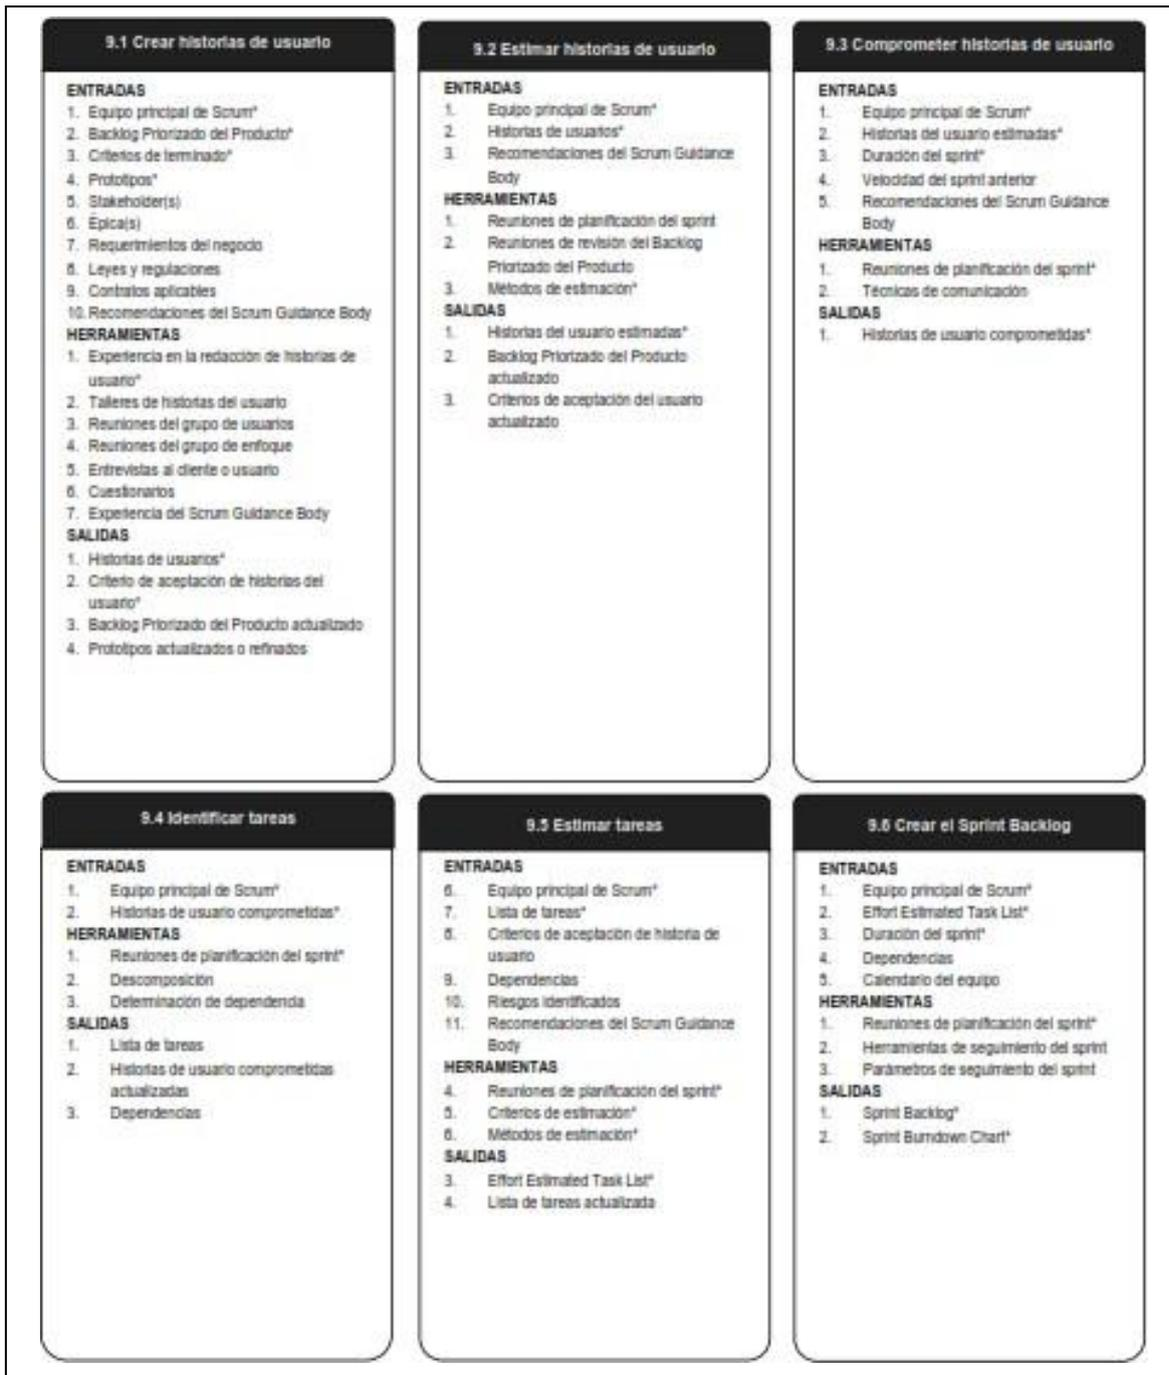 9.1 Crear historias de usuario
ENTRADAS
1. Equipo principal de Scrum*
2. Backlog Priorizado del Producto*
3. Criterios de terminado*
4. Prototipos*
5. Stakeholder(s)
6. Épica(s)
7. Requerimientos del negocio
8. Leyes y regulaciones
9. Contratos aplicables
10. Recomendaciones del Scrum Guidance Body
HERRAMIENTAS
1. Experiencia en la redacción de historias de
usuario*
2. Talleres de historias del usuario
3. Reuniones del grupo de usuarios
4. Reuniones del grupo de enfoque
5. Entrevistas al cliente o usuario
6. Cuestionarios
7. Experiencia del Scrum Guidance Body
SALIDAS
1. Historias de usuarios*
2. Criterio de aceptación de historias del
usuario*
3. Backlog Priorizado del Producto actualizado
4. Prototipos actualizados o refinados
9.2 Estimar historias de usuario
ENTRADAS
1. Equipo principal de Scrum*
2. Historias de usuarios*
3. Recomendaciones del Scrum Guidance
Body
HERRAMIENTAS
1. Reuniones de planificación del sprint
2. Reuniones de revisión del Backlog
Priorizado del Producto
3. Métodos de estimación*
SALIDAS
1. Historias del usuario estimadas*
2. Backlog Priorizado del Producto
actualizado
3. Criterios de aceptación del usuario
actualizado
9.3 Comprometer historias de usuario
ENTRADAS
1. Equipo principal de Scrum*
2. Historias del usuario estimadas*
3. Duración del sprint*
4. Velocidad del sprint anterior
5. Recomendaciones del Scrum Guidance
Body
HERRAMIENTAS
1. Reuniones de planificación del sprint*
2. Técnicas de comunicación
SALIDAS
1. Historias de usuario comprometidas*
9.4 Identificar tareas
ENTRADAS
1. Equipo principal de Scrum*
2. Historias de usuario comprometidas*
HERRAMIENTAS
1. Reuniones de planificación del sprint*
2. Descomposición
3. Determinación de dependencia
SALIDAS
1. Lista de tareas
2. Historias de usuario comprometidas
actualizadas
3. Dependencias
9.5 Estimar tareas
ENTRADAS
6. Equipo principal de Scrum*
7. Lista de tareas*
8. Criterios de aceptación de historia de
usuario
9. Dependencias
10. Riesgos identificados
11. Recomendaciones del Scrum Guidance
Body
HERRAMIENTAS
4. Reuniones de planificación del sprint*
5. Criterios de estimación*
6. Métodos de estimación*
SALIDAS
3. Effort Estimated Task List*
4. Lista de tareas actualizada
9.6 Crear el Sprint Backlog
ENTRADAS
1. Equipo principal de Scrum*
2. Effort Estimated Task List*
3. Duración del sprint*
4. Dependencias
5. Calendario del equipo
HERRAMIENTAS
1. Reuniones de planificación del sprint*
2. Herramientas de seguimiento del sprint
3. Parámetros de seguimiento del sprint
SALIDAS
1. Sprint Backlog*
2. Sprint Burndown Chart*